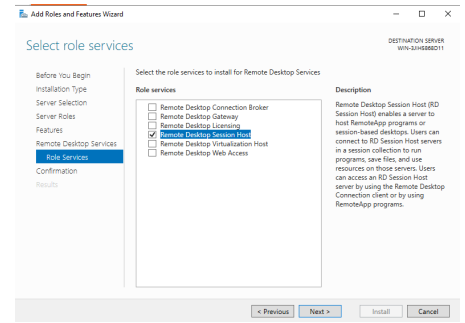 Add Roles and Features Wizard
Select role services
DESTINATION SERVER
Before You Begin
Installation Type
Server Selection
Server Roles
Features
Remote Desktop Services
Role Services
Confirmation
Results
Select the role services to install for Remote Desktop Services
Role services
Remote Desktop Connection Broker
Remote Desktop Gateway
Remote Desktop Licensing
Remote Desktop Session Host
Remote Desktop Virtualization Host
Remote Desktop Web Access
Description
Remote Desktop Session Host (RD
Session Host) enables a server to
host RemoteApp programs or
session-based desktops. Users can
connect to RD Session Host servers
in a session collection to run
programs, save files, and use
resources on those servers. Users
can access an RD Session Host
server by using the Remote Desktop
Connection client or by using
RemoteApp programs.
< Previous
Next >
Install
Cancel